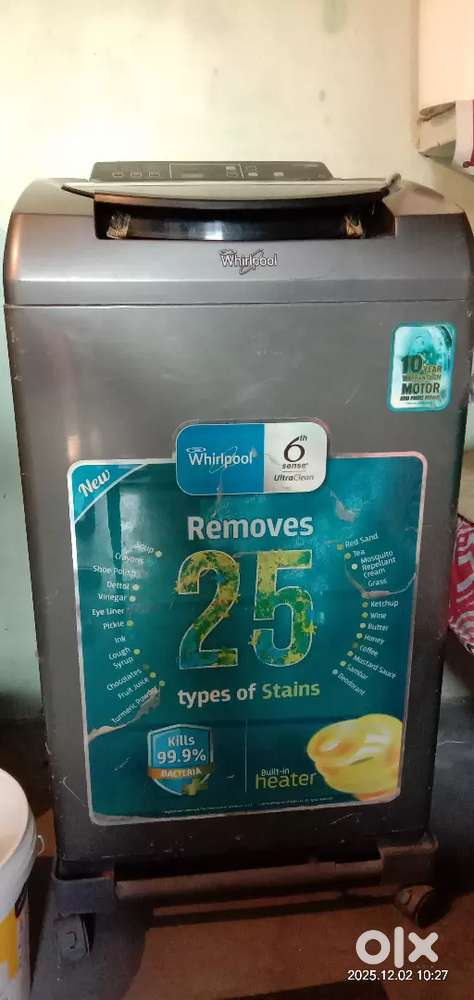 Whirlpool
10 YEAR
WARRANTY ON
MOTOR
Whirlpool
6th
sense
UltraClean
New
Removes
25
types of Stains
Soup
Crayons
Shoe Polish
Dettol
Vinegar
Eye Liner
Pickle
Ink
Cough
Syrup
Chocolates
Fruit Juice
Turmeric Powder
Red Sand
Tea
Mosquito
Repellant
cream
Grass
Ketchup
Wine
Butter
Honey
Coffee
Mustard Sauce
Sambar
Deodorant
Kills
99.9%
BACTERIA
Built-in
heater
olx
2025.12.02 10:27